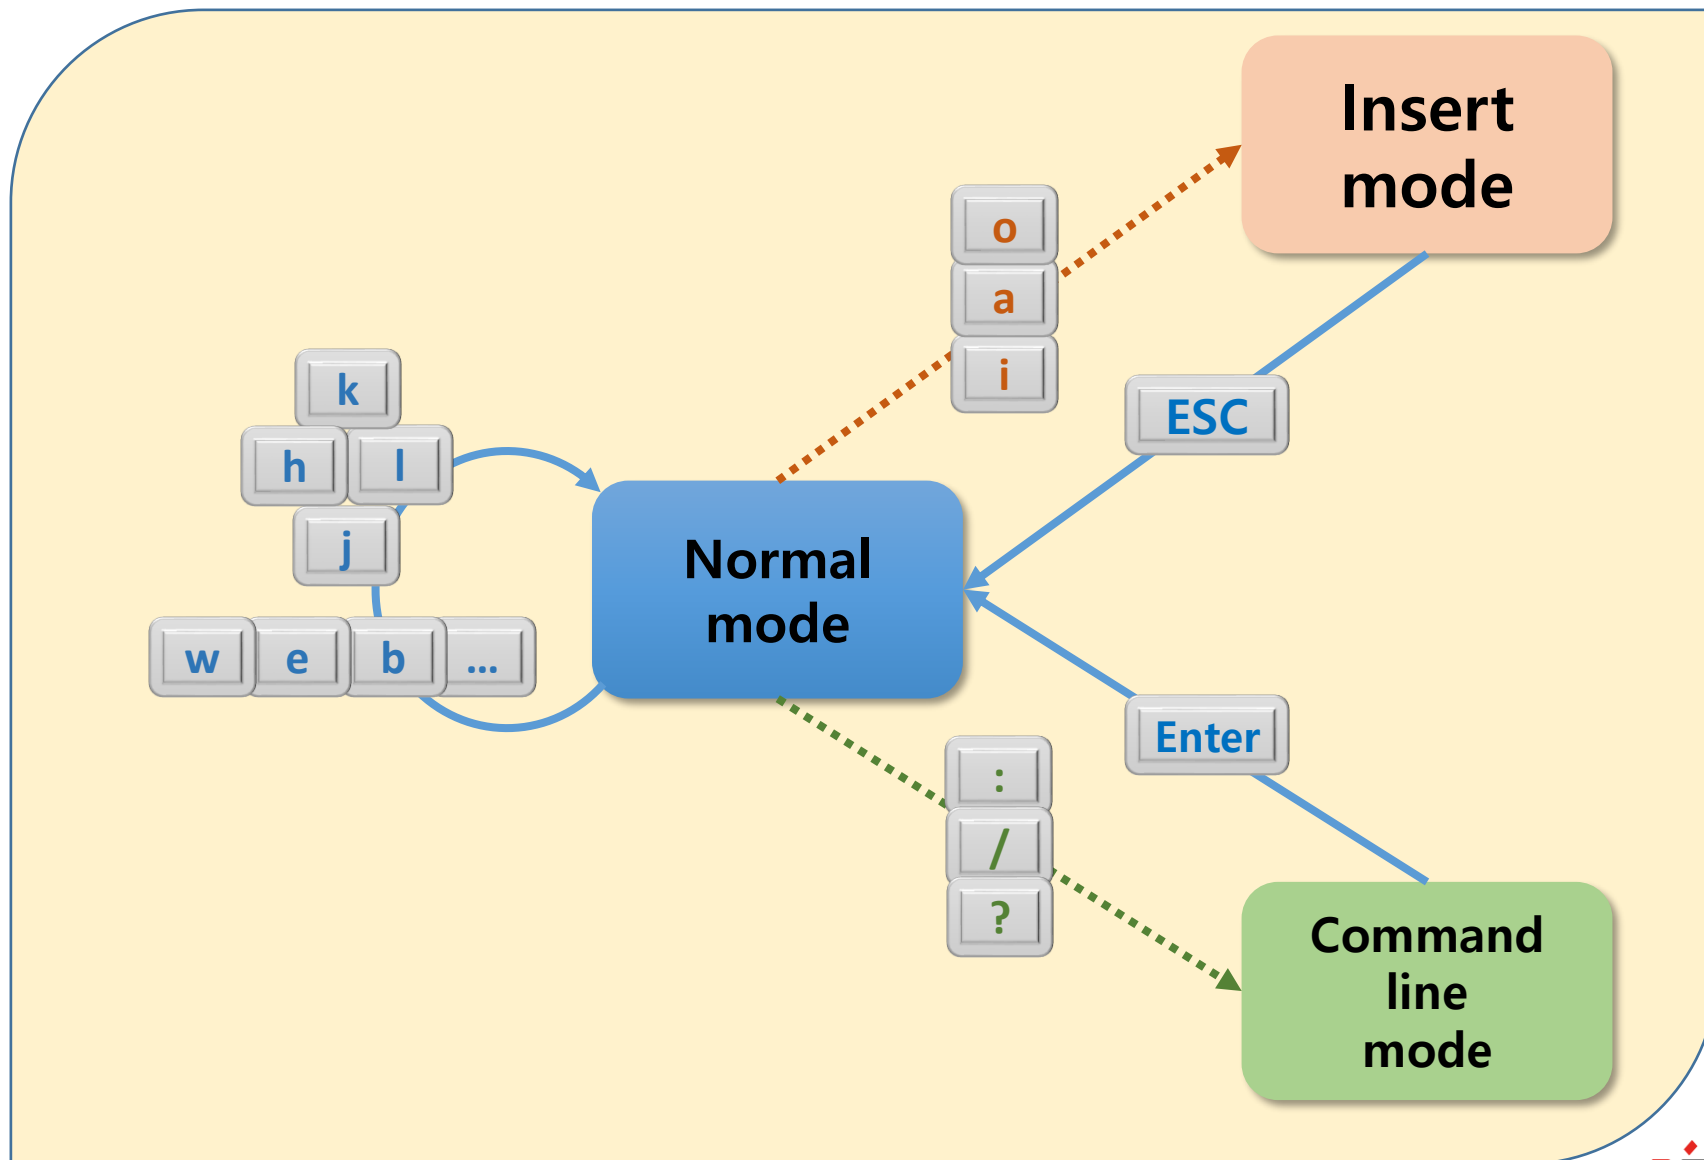 Insert
mode
o
a
i
ESC
k
h l
j
w e b ...
Normal
mode
:
/
?
Enter
Command
line
mode